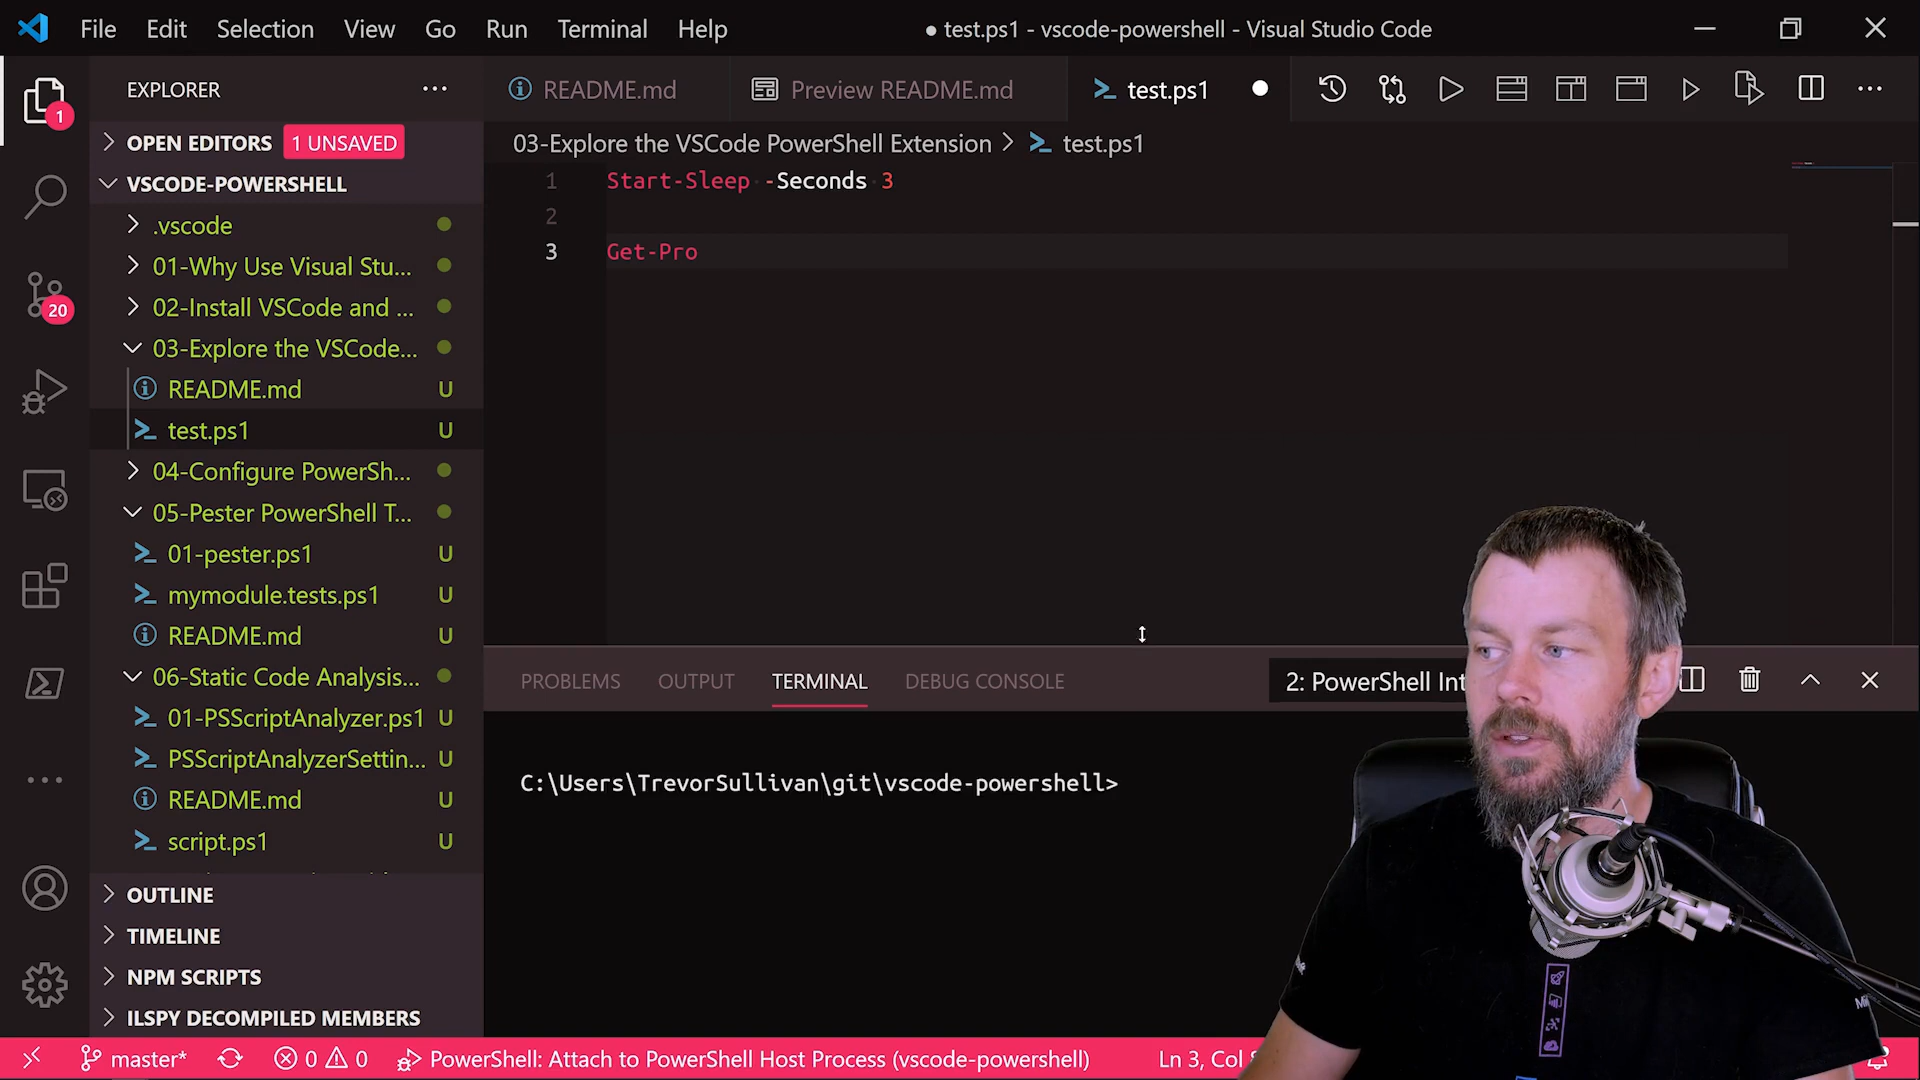 File Edit Selection View Go Run Terminal Help
● test.ps1 - vscode-powershell - Visual Studio Code
EXPLORER
README.md
Preview README.md
test.ps1
1
OPEN EDITORS 1 UNSAVED
03-Explore the VSCode PowerShell Extension > test.ps1
VSCODE-POWERSHELL
1 Start-Sleep -Seconds 3
2
3 Get-Pro
.vscode
01-Why Use Visual Stu...
02-Install VSCode and ...
20
03-Explore the VSCode...
README.md U
test.ps1 U
04-Configure PowerSh...
05-Pester PowerShell T...
01-pester.ps1 U
mymodule.tests.ps1 U
README.md U
06-Static Code Analysis...
01-PSScriptAnalyzer.ps1 U
PSScriptAnalyzerSettin... U
README.md U
script.ps1 U
OUTLINE
TIMELINE
NPM SCRIPTS
ILSPY DECOMPILED MEMBERS
PROBLEMS OUTPUT TERMINAL DEBUG CONSOLE
2: PowerShell Int
C:\Users\TrevorSullivan\git\vscode-powershell>
master* 0 0 PowerShell: Attach to PowerShell Host Process (vscode-powershell) Ln 3, Col